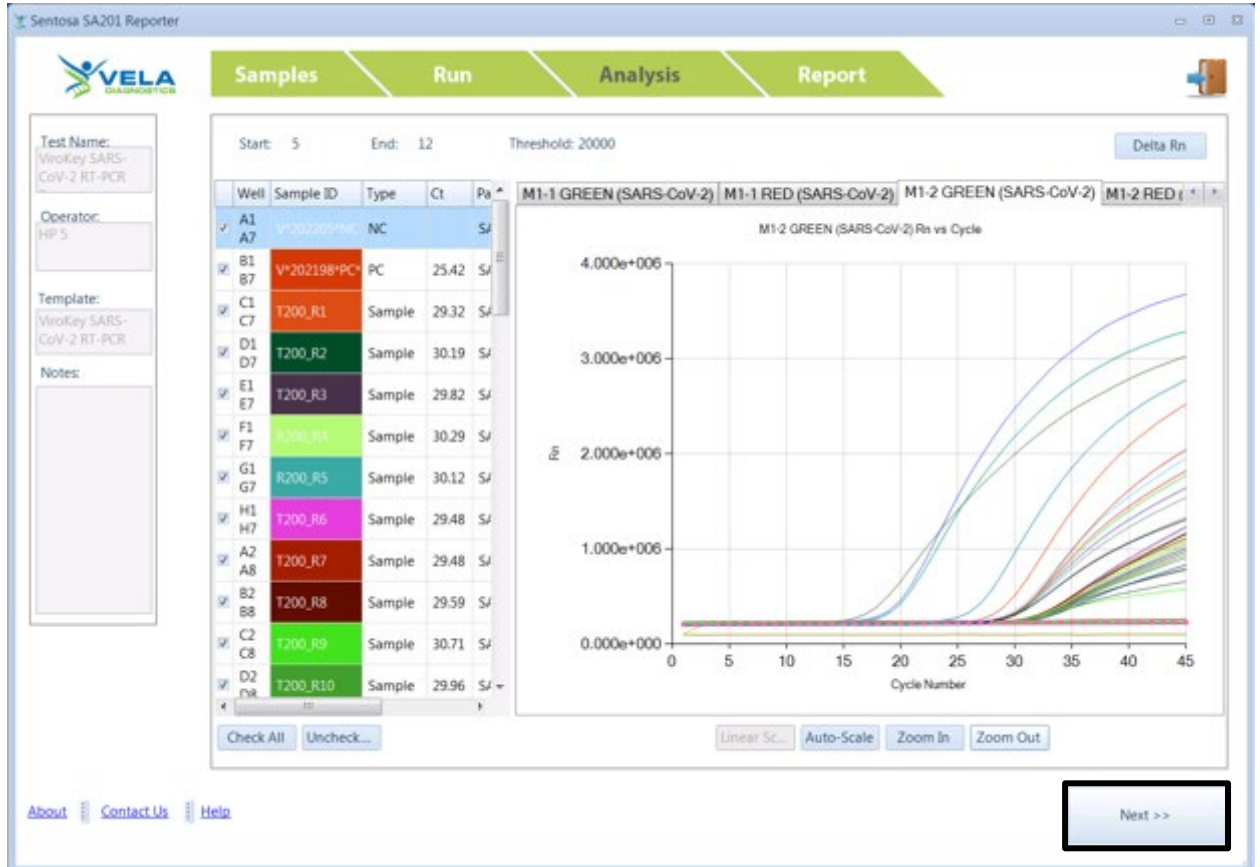 Sentosa SA201 Reporter
VELA
DIAGNOSTICS
Samples
Run
Analysis
Report
Test Name:
ViroKey SARS-
CoV-2 RT-PCR
Operator:
HP 5
Template:
ViroKey SARS-
CoV-2 RT-PCR
Notes:
Start: 5 End: 12 Threshold: 20000
Delta Rn
Well Sample ID Type Ct Pa
A1 A7 V*202205*NC NC SA
B1 B7 V*202198*PC* PC 25.42 SA
C1 C7 T200_R1 Sample 29.32 SA
D1 D7 T200_R2 Sample 30.19 SA
E1 E7 T200_R3 Sample 29.82 SA
F1 F7 R200_R4 Sample 30.29 SA
G1 G7 R200_R5 Sample 30.12 SA
H1 H7 T200_R6 Sample 29.48 SA
A2 A8 T200_R7 Sample 29.48 SA
B2 B8 T200_R8 Sample 29.59 SA
C2 C8 T200_R9 Sample 30.71 SA
D2 D8 T200_R10 Sample 29.96 SA
Check All Uncheck...
M1-1 GREEN (SARS-CoV-2) M1-1 RED (SARS-CoV-2) M1-2 GREEN (SARS-CoV-2) M1-2 RED (
M1-2 GREEN (SARS-CoV-2) Rn vs Cycle
4.000e+006
3.000e+006
2.000e+006
1.000e+006
0.000e+000
Rn
0 5 10 15 20 25 30 35 40 45
Cycle Number
Linear Sc... Auto-Scale Zoom In Zoom Out
About Contact Us Help
Next >>